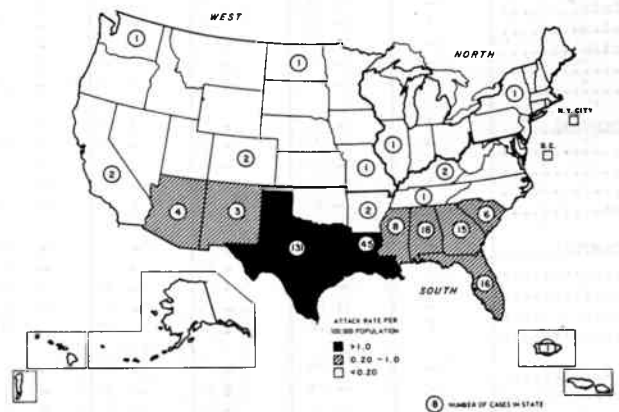 WEST
NORTH
1
1
1
N.Y. CITY
D.C.
1
2
2
1
2
1
4
3
2
8
18
15
6
131
45
16
SOUTH
ATTACK RATE PER
100,000 POPULATION
>1.0
0.20 - 1.0
<0.20
8 NUMBER OF CASES IN STATE